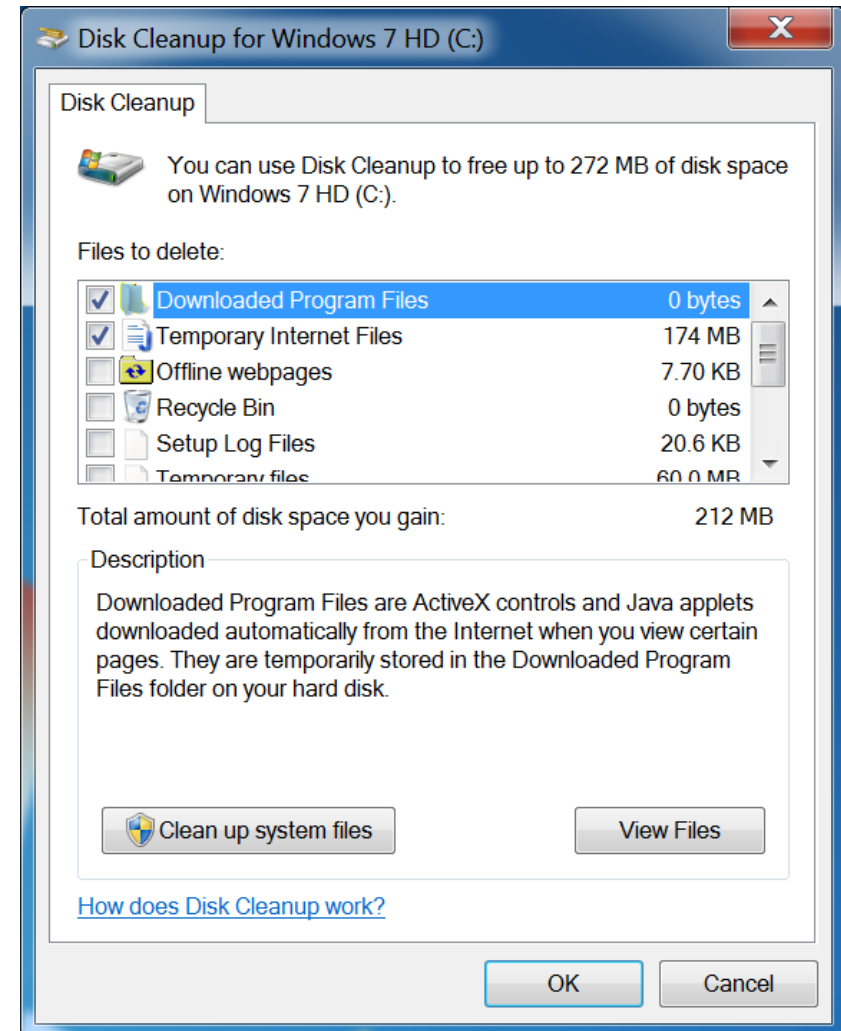 Disk Cleanup for Windows 7 HD (C:)
Disk Cleanup
You can use Disk Cleanup to free up to 272 MB of disk space
on Windows 7 HD (C:).
Files to delete:
Downloaded Program Files 0 bytes
Temporary Internet Files 174 MB
Offline webpages 7.70 KB
Recycle Bin 0 bytes
Setup Log Files 20.6 KB
Temporary files 60.0 MB
Total amount of disk space you gain: 212 MB
Description
Downloaded Program Files are ActiveX controls and Java applets
downloaded automatically from the Internet when you view certain
pages. They are temporarily stored in the Downloaded Program
Files folder on your hard disk.
Clean up system files View Files
How does Disk Cleanup work?
OK Cancel